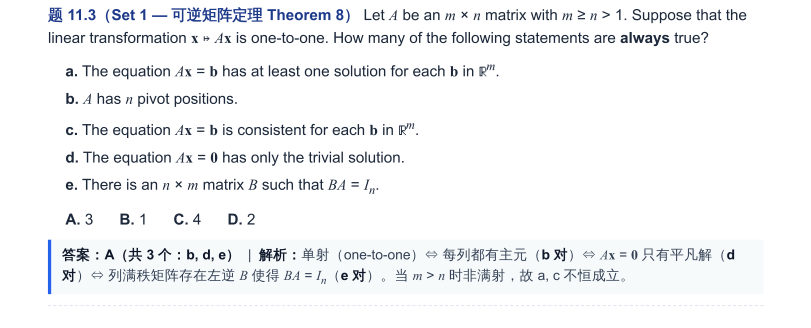 题 11.3（Set 1 — 可逆矩阵定理 Theorem 8） Let A be an m × n matrix with m ≥ n > 1. Suppose that the
linear transformation x ↦ Ax is one-to-one. How many of the following statements are always true?
a. The equation Ax = b has at least one solution for each b in ℝᵐ.
b. A has n pivot positions.
c. The equation Ax = b is consistent for each b in ℝᵐ.
d. The equation Ax = 0 has only the trivial solution.
e. There is an n × m matrix B such that BA = Iₙ.
A. 3 B. 1 C. 4 D. 2
答案：A（共 3 个：b, d, e） | 解析：单射（one-to-one）⇔ 每列都有主元（b 对）⇔ Ax = 0 只有平凡解（d
对）⇔ 列满秩矩阵存在左逆 B 使得 BA = Iₙ（e 对）。当 m > n 时非满射，故 a, c 不恒成立。